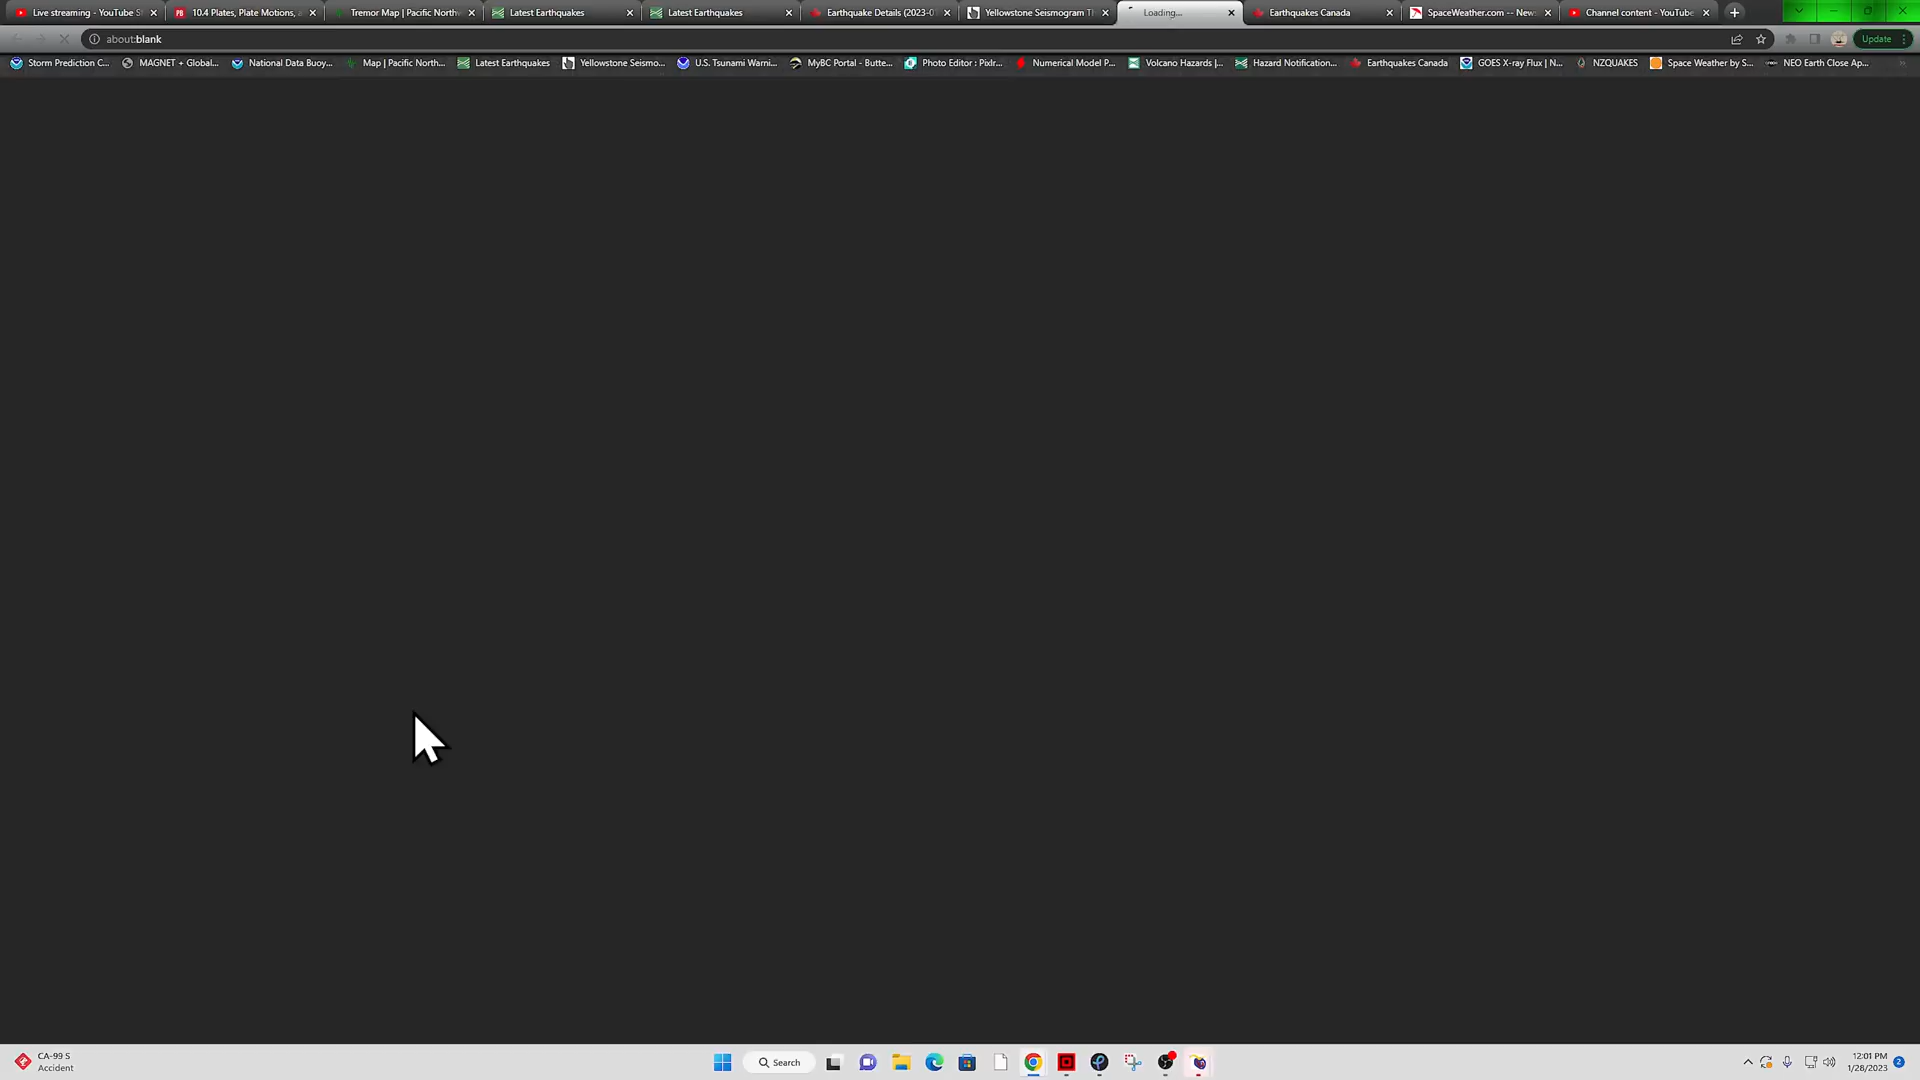 Live streaming - YouTube S
10.4 Plates, Plate Motions, a
Tremor Map | Pacific North
Latest Earthquakes
Latest Earthquakes
Earthquake Details (2023-0
Yellowstone Seismogram T
Loading...
Earthquakes Canada
SpaceWeather.com -- New
Channel content - YouTube
about:blank
Update
Storm Prediction C...
MAGNET + Global...
National Data Buoy...
Map | Pacific North...
Latest Earthquakes
Yellowstone Seismo...
U.S. Tsunami Warni...
MyBC Portal - Butte...
Photo Editor : Pixlr...
Numerical Model P...
Volcano Hazards |...
Hazard Notification...
Earthquakes Canada
GOES X-ray Flux | N...
NZQUAKES
Space Weather by S...
NEO Earth Close Ap...
CA-99 S
Accident
Search
12:01 PM
1/28/2023
2